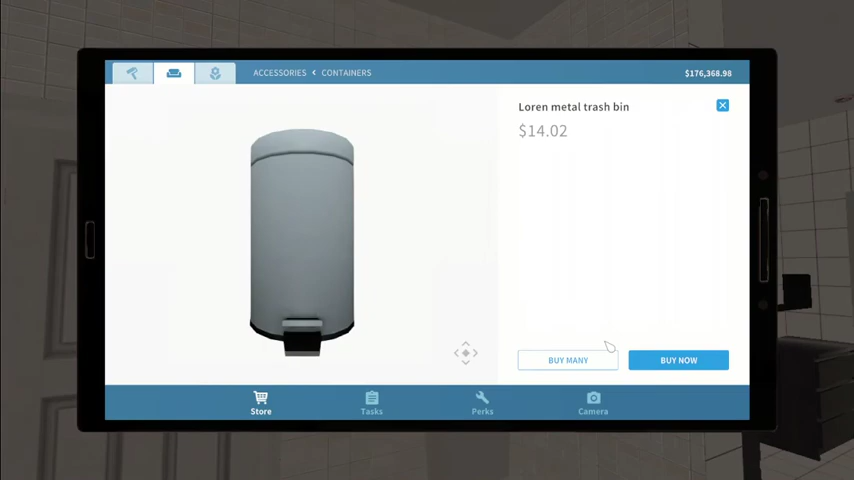 ACCESSORIES < CONTAINERS
$176,368.98
Loren metal trash bin
$14.02
BUY MANY
BUY NOW
Store
Tasks
Perks
Camera